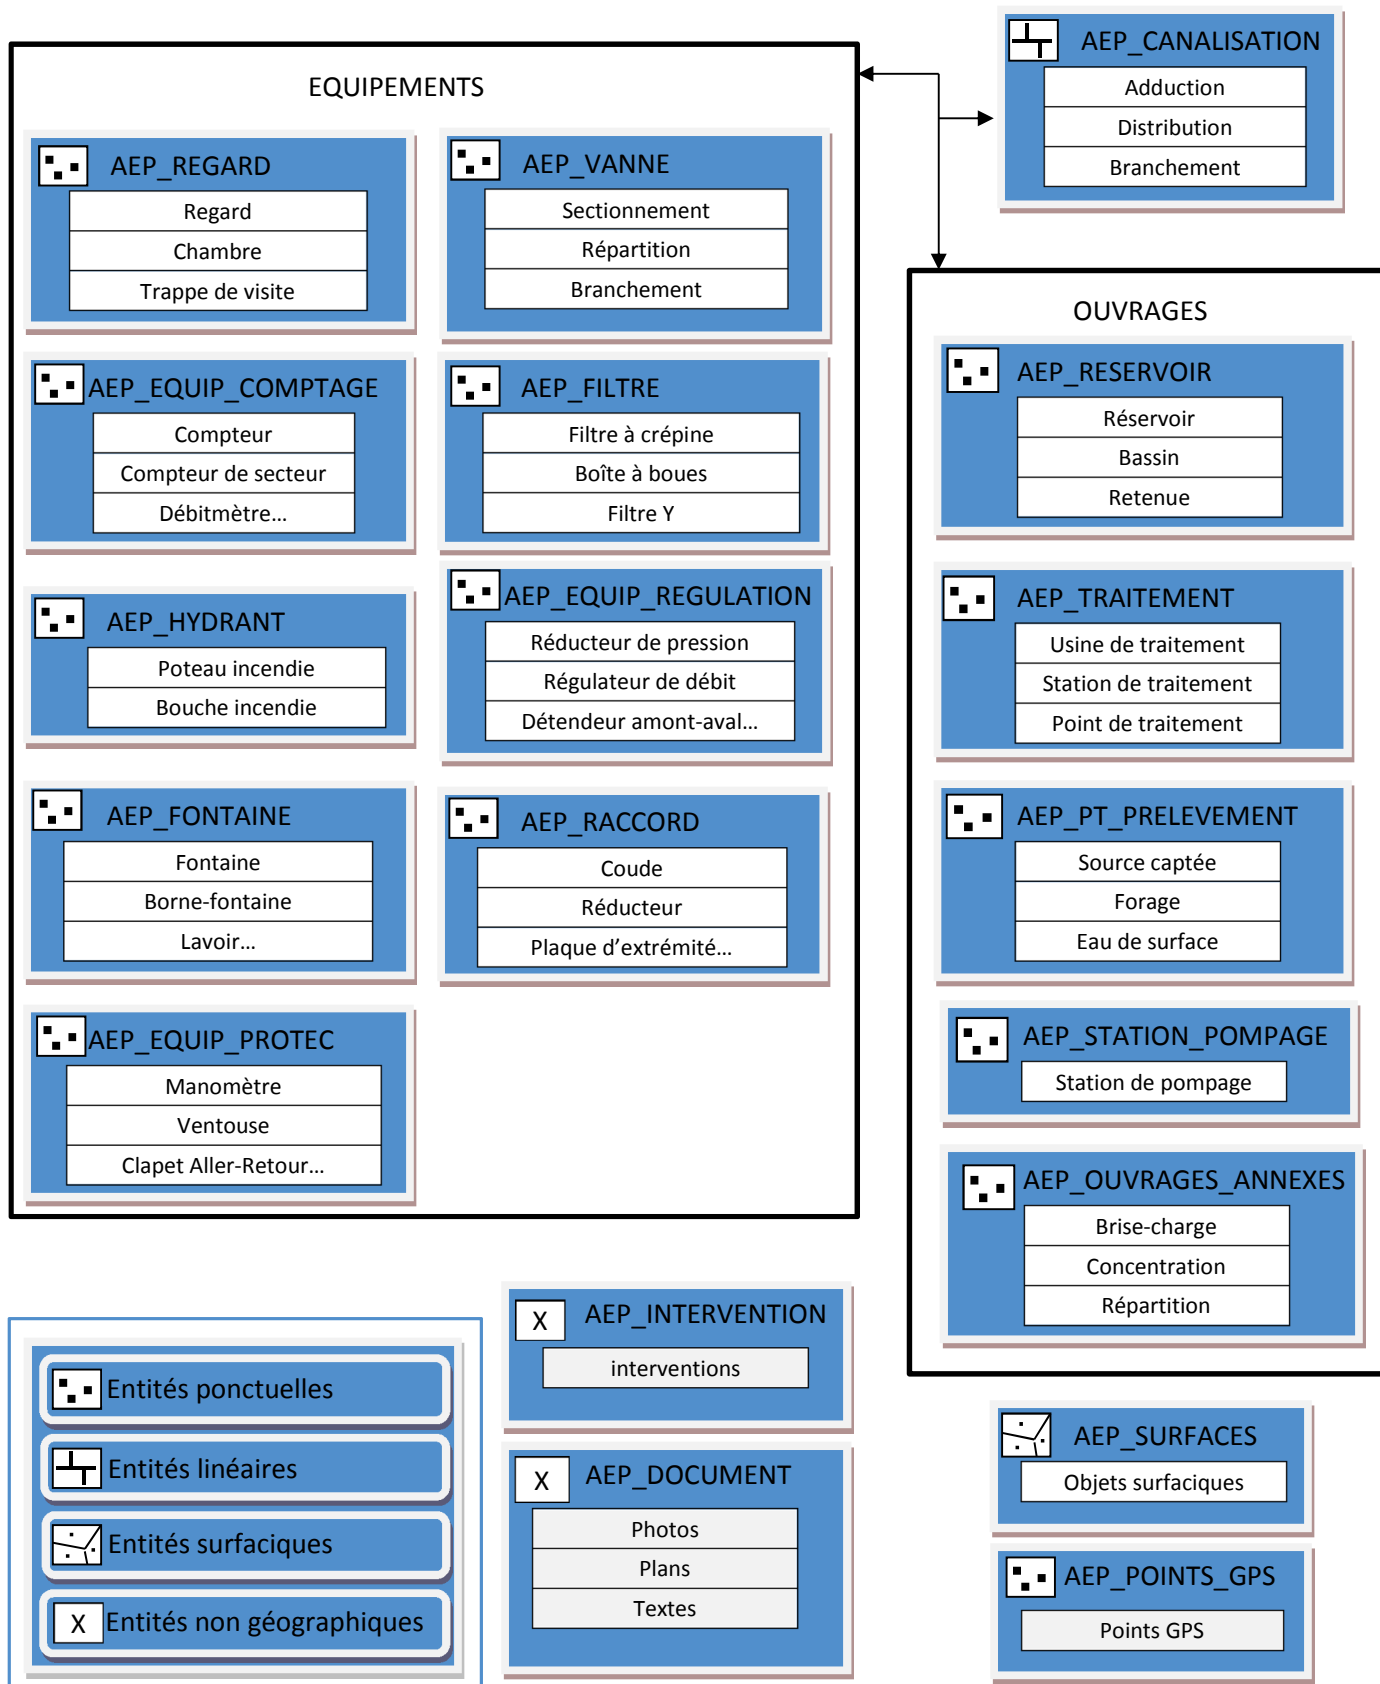 EQUIPEMENTS
AEP_REGARD
Regard
Chambre
Trappe de visite
AEP_VANNE
Sectionnement
Répartition
Branchement
AEP_EQUIP_COMPTAGE
Compteur
Compteur de secteur
Débitmètre…
AEP_FILTRE
Filtre à crépine
Boîte à boues
Filtre Y
AEP_HYDRANT
Poteau incendie
Bouche incendie
AEP_EQUIP_REGULATION
Réducteur de pression
Régulateur de débit
Détendeur amont-aval…
AEP_FONTAINE
Fontaine
Borne-fontaine
Lavoir…
AEP_RACCORD
Coude
Réducteur
Plaque d’extrémité…
AEP_EQUIP_PROTEC
Manomètre
Ventouse
Clapet Aller-Retour…
AEP_CANALISATION
Adduction
Distribution
Branchement
OUVRAGES
AEP_RESERVOIR
Réservoir
Bassin
Retenue
AEP_TRAITEMENT
Usine de traitement
Station de traitement
Point de traitement
AEP_PT_PRELEVEMENT
Source captée
Forage
Eau de surface
AEP_STATION_POMPAGE
Station de pompage
AEP_OUVRAGES_ANNEXES
Brise-charge
Concentration
Répartition
Entités ponctuelles
Entités linéaires
Entités surfaciques
X Entités non géographiques
X AEP_INTERVENTION
interventions
X AEP_DOCUMENT
Photos
Plans
Textes
AEP_SURFACES
Objets surfaciques
AEP_POINTS_GPS
Points GPS